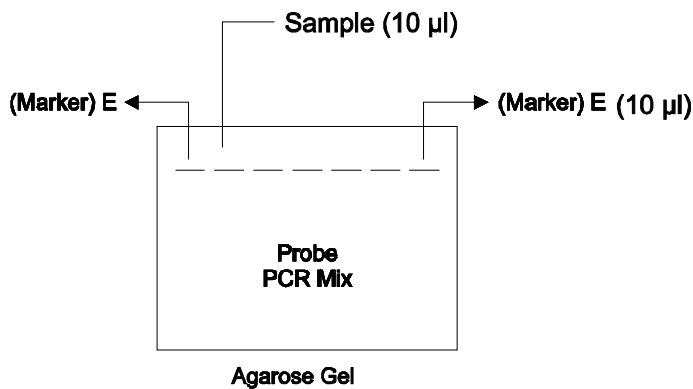 Sample (10 µl)
(Marker) E
(Marker) E (10 µl)
Probe
PCR Mix
Agarose Gel